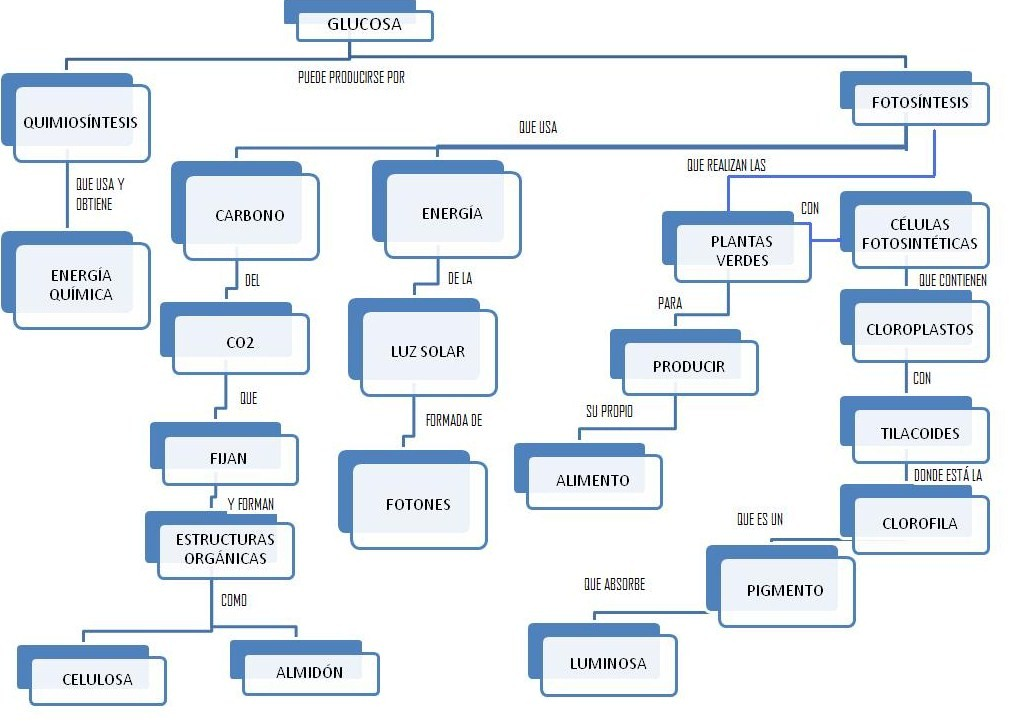 GLUCOSA
PUEDE PRODUCIRSE POR
QUIMIOSÍNTESIS
FOTOSÍNTESIS
QUE USA
QUE REALIZAN LAS
QUE USA Y
OBTIENE
ENERGÍA
QUÍMICA
CARBONO
ENERGÍA
PLANTAS
VERDES
CON
CÉLULAS
FOTOSINTÉTICAS
DEL
DE LA
PARA
QUE CONTIENEN
CO2
LUZ SOLAR
PRODUCIR
CLOROPLASTOS
QUE
FORMADA DE
SU PROPIO
CON
FIJAN
FOTONES
ALIMENTO
TILACOIDES
Y FORMAN
DONDE ESTÁ LA
ESTRUCTURAS
ORGÁNICAS
QUE ES UN
CLOROFILA
COMO
QUE ABSORBE
PIGMENTO
CELULOSA
ALMIDÓN
LUMINOSA